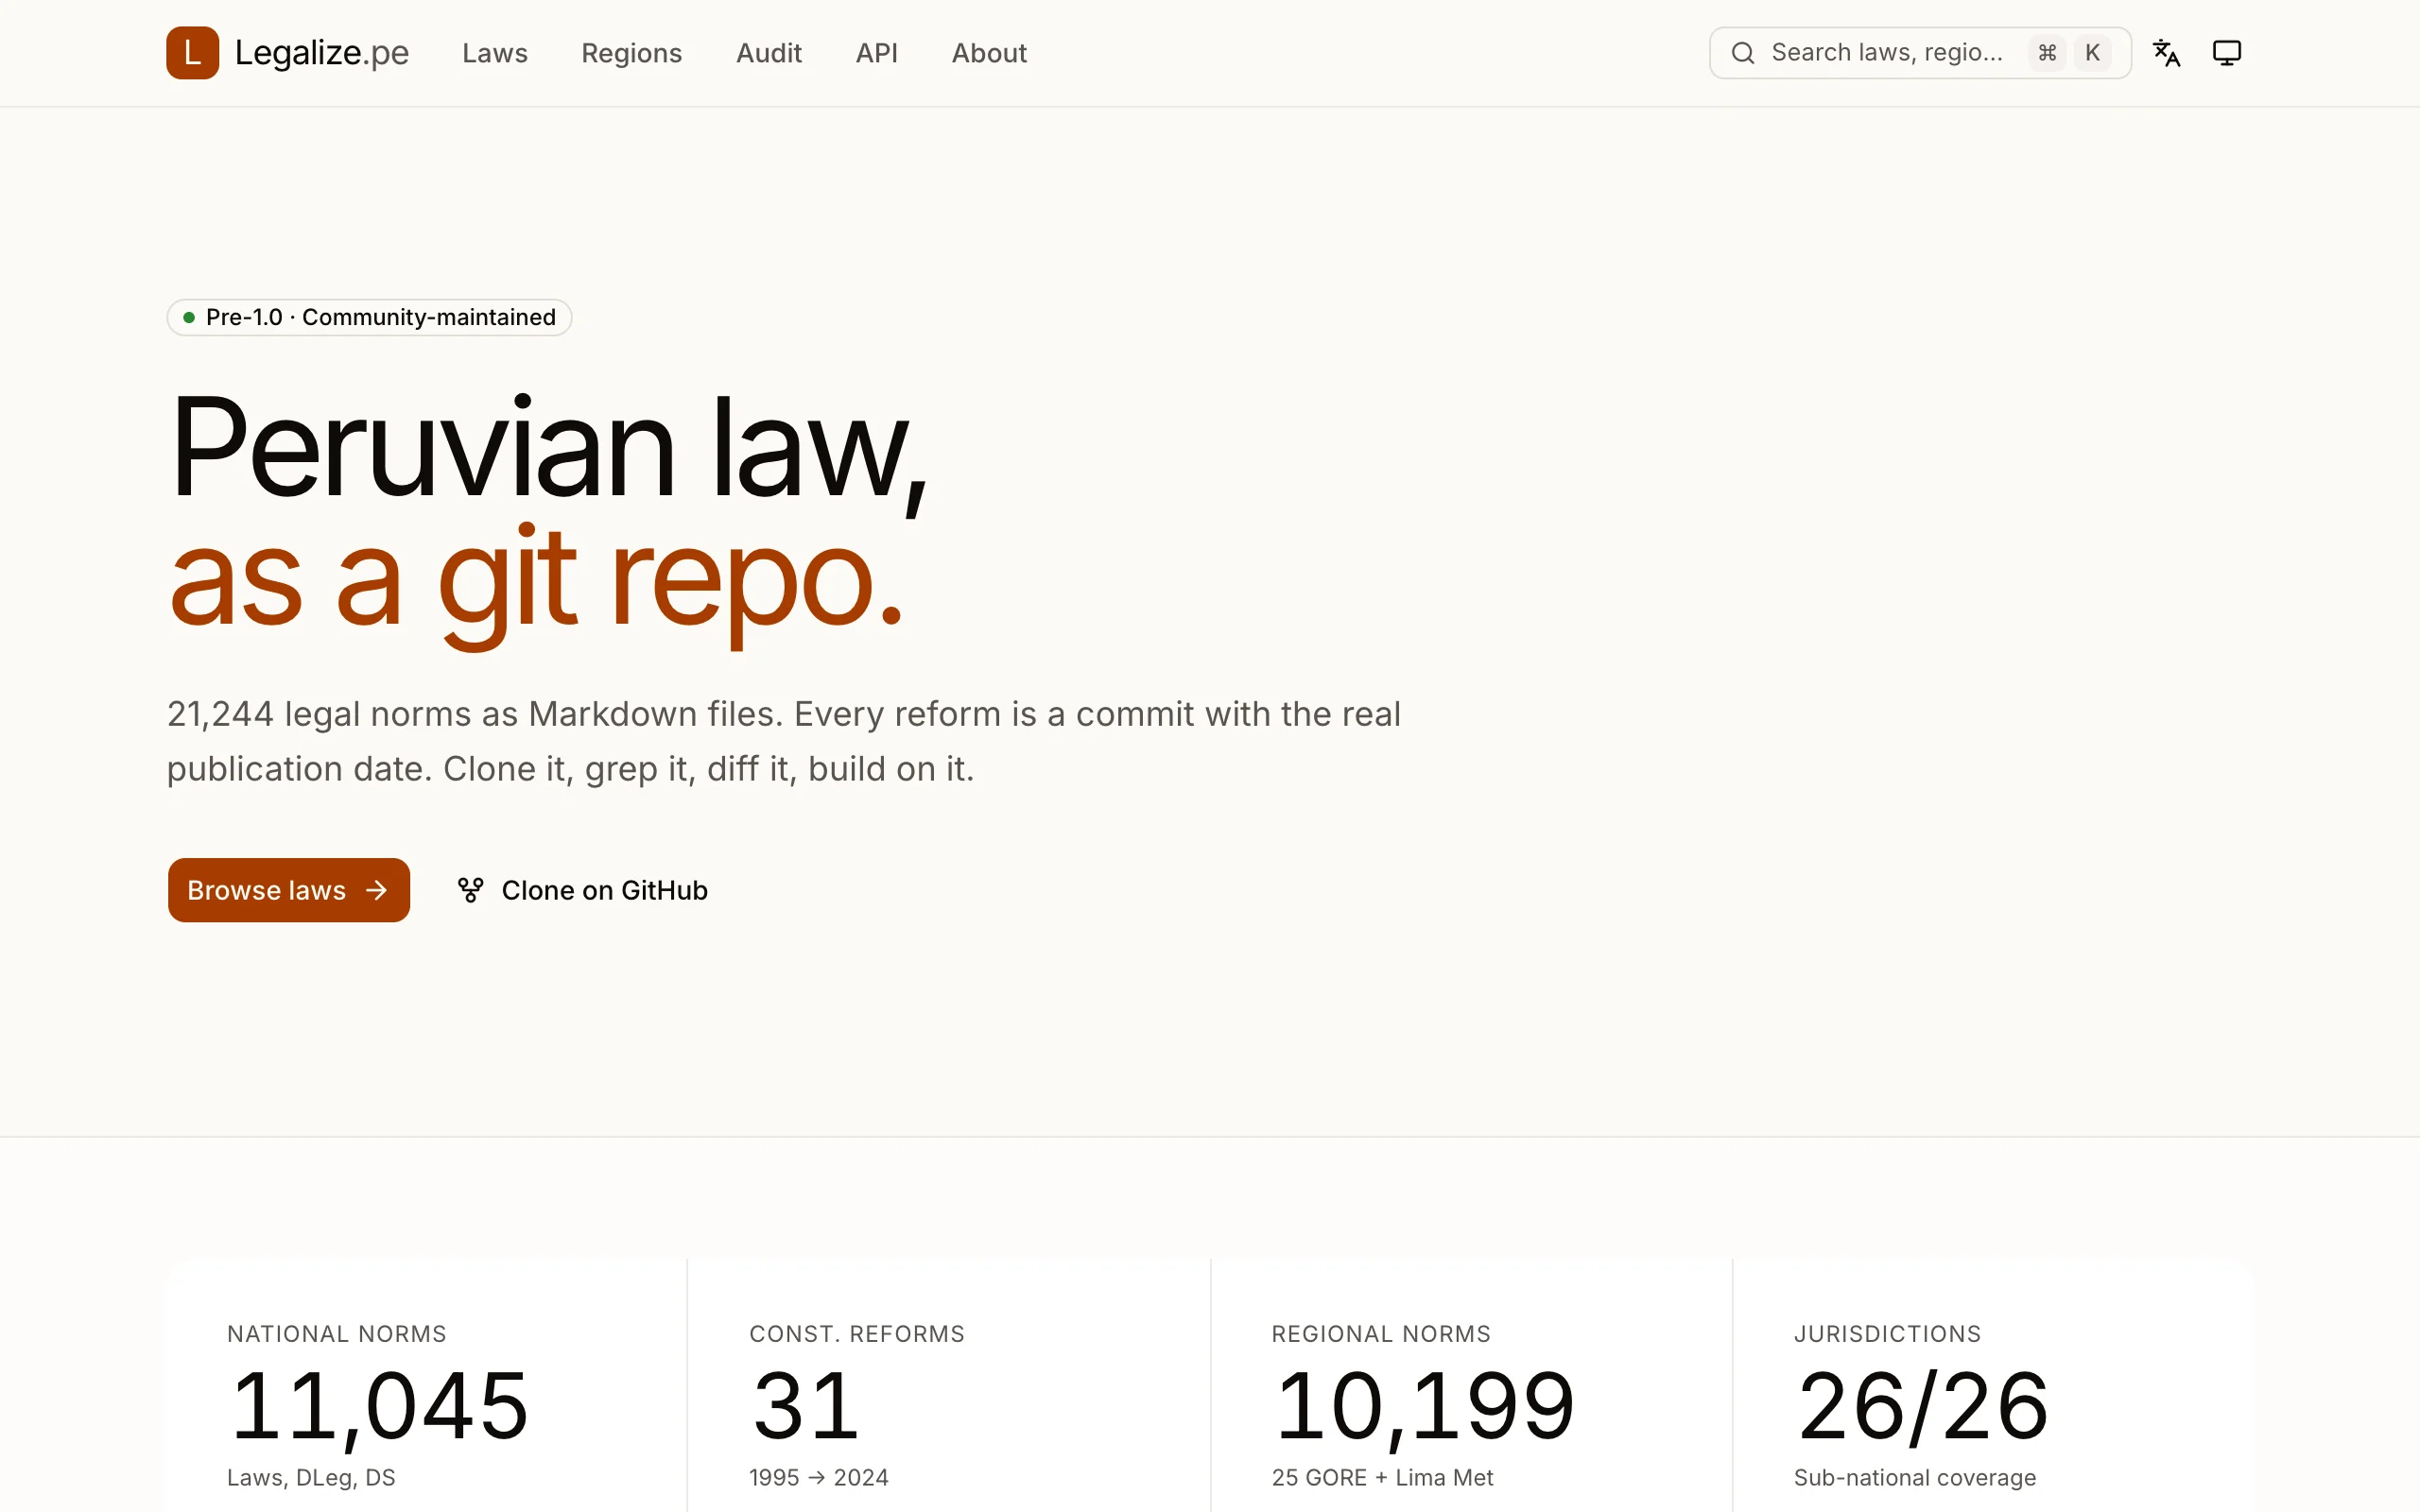 L Legalize.pe Laws Regions Audit API About Search laws, regio... ⌘ K
Pre-1.0 · Community-maintained
Peruvian law,
as a git repo.
21,244 legal norms as Markdown files. Every reform is a commit with the real
publication date. Clone it, grep it, diff it, build on it.
Browse laws → Clone on GitHub
NATIONAL NORMS
11,045
Laws, DLeg, DS
CONST. REFORMS
31
1995 → 2024
REGIONAL NORMS
10,199
25 GORE + Lima Met
JURISDICTIONS
26/26
Sub-national coverage